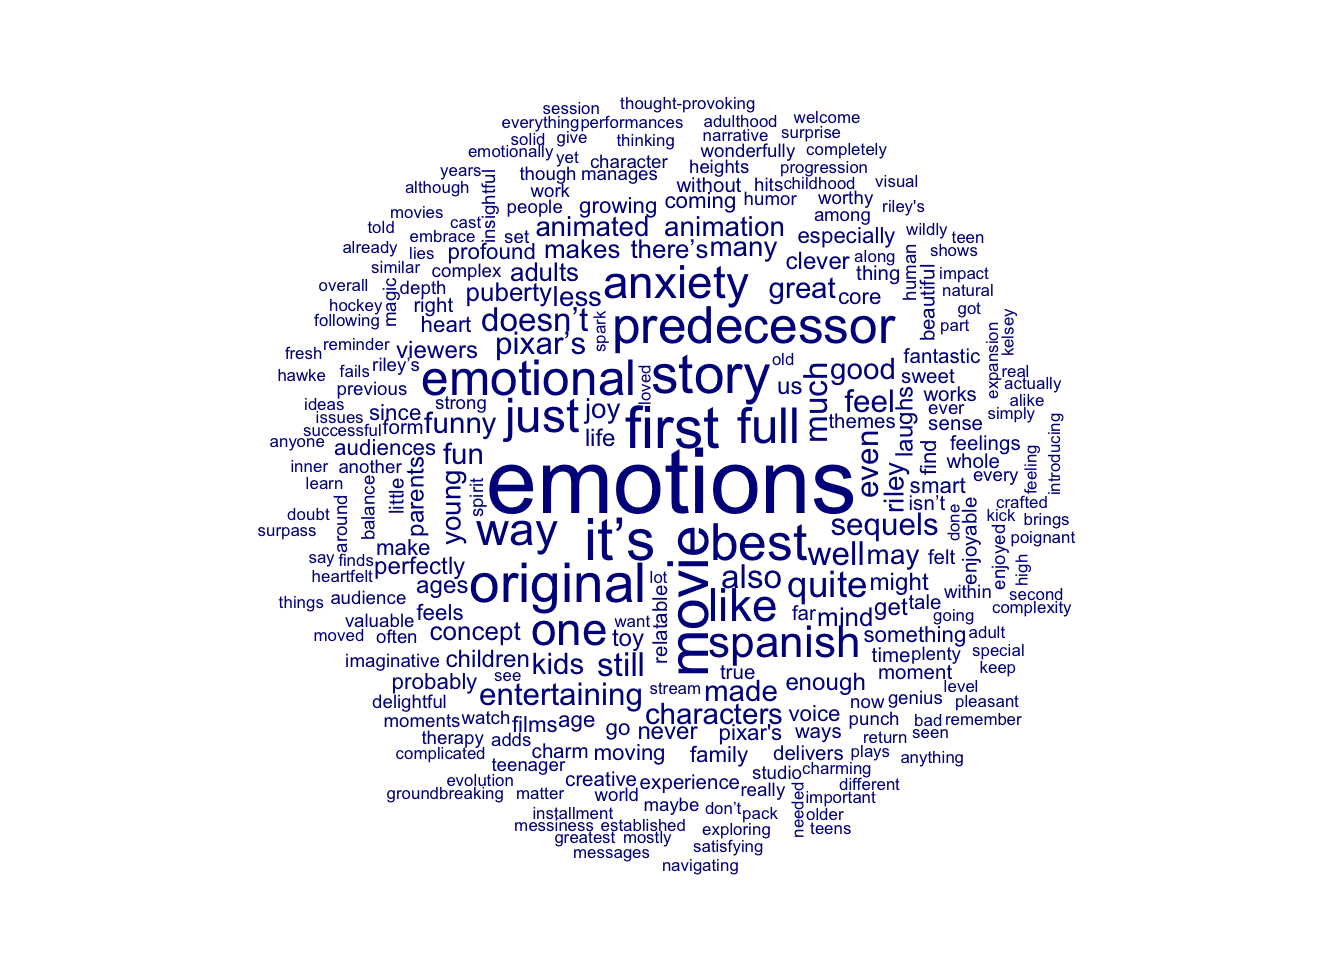 session
thought-provoking
everything
performances
adulthood
welcome
solid
give
thinking
narrative
surprise
emotionally
yet
character
wonderfully
completely
years
though
manages
heights
progression
although
insightful
work
without
hits
childhood
visual
movies
people
growing
coming
humor
worthy
riley's
told
cast
embrace
set
animated
animation
among
especially
wildly
teen
already
lies
profound
makes
there’s
many
clever
along
shows
similar
complex
adults
anxiety
great
thing
human
impact
overall
magic
depth
puberty
less
core
beautiful
natural
hockey
right
following
heart
doesn’t
spark
predecessor
got
part
kelsey
fresh
reminder
viewers
pixar’s
fantastic
expansion
hawke
fails
riley’s
emotional
loved
story
old
us
much
good
sweet
real
actually
previous
ideas
issues
since
strong
just
joy
feel
laughs
works
ever
alike
simply
successful
form
funny
life
first
full
themes
sense
anyone
audiences
fun
even
find
feelings
feeling
introducing
inner
another
parents
young
spirit
emotions
riley
smart
whole
every
learn
little
balance
isn’t
crafted
doubt
around
way
it’s
movie
best
sequels
done
enjoyable
kick
brings
surpass
make
well
may
felt
enjoyed
poignant
say
finds
perfectly
high
heartfelt
ages
original
lot
also
quite
might
within
second
things
audience
like
far
mind
get
tale
complexity
valuable
feels
one
want
relatable
going
moved
often
concept
toy
spanish
something
adult
imaginative
children
kids
still
true
time
plenty
special
probably
see
moment
keep
delightful
entertaining
stream
made
enough
now
genius
level
pleasant
moments
watch
films
age
characters
voice
punch
bad
remember
therapy
adds
go
never
pixar's
ways
return
seen
complicated
charm
moving
family
delivers
plays
anything
teenager
evolution
creative
experience
studio
charming
groundbreaking
matter
world
really
different
maybe
don’t
pack
needed
important
installment
older
messiness
established
exploring
teens
greatest
mostly
satisfying
messages
navigating